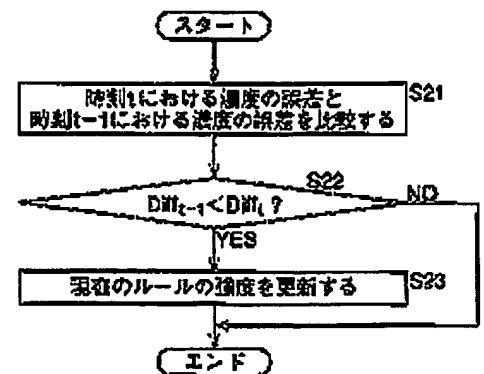 スタート
時刻tにおける濃度の誤差と
時刻t−1における濃度の誤差を比較する
S21
S22
Diff_{t−1}<Diff_t ?
NO
YES
現在のルールの強度を更新する
S23
エンド